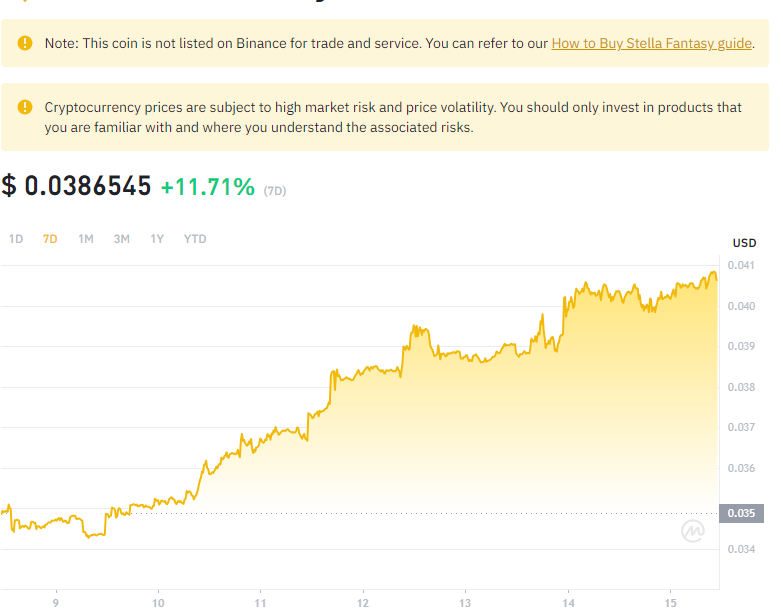 Note: This coin is not listed on Binance for trade and service. You can refer to our How to Buy Stella Fantasy guide.
Cryptocurrency prices are subject to high market risk and price volatility. You should only invest in products that
you are familiar with and where you understand the associated risks.
$ 0.0386545 +11.71% (7D)
1D 7D 1M 3M 1Y YTD
USD
0.041
0.040
0.039
0.038
0.037
0.036
0.035
0.034
9 10 11 12 13 14 15